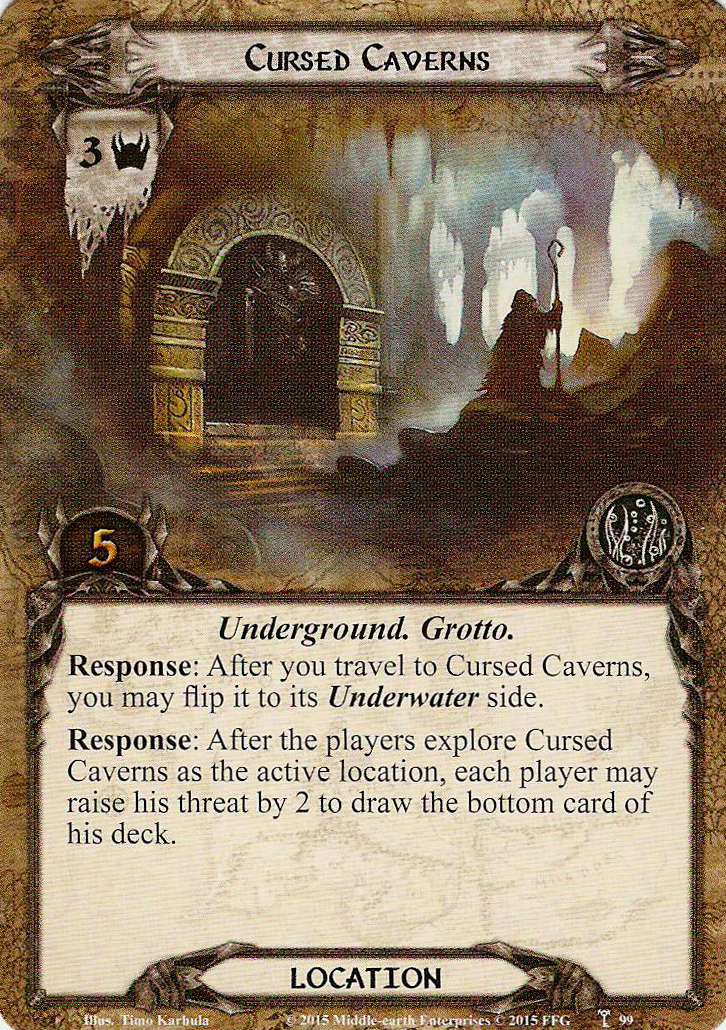 Cursed Caverns
3
5
Underground. Grotto.
Response: After you travel to Cursed Caverns,
you may flip it to its Underwater side.
Response: After the players explore Cursed
Caverns as the active location, each player may
raise his threat by 2 to draw the bottom card of
his deck.
LOCATION
Illus. Timo Karhula © 2015 Middle-earth Enterprises © 2015 FFG 99